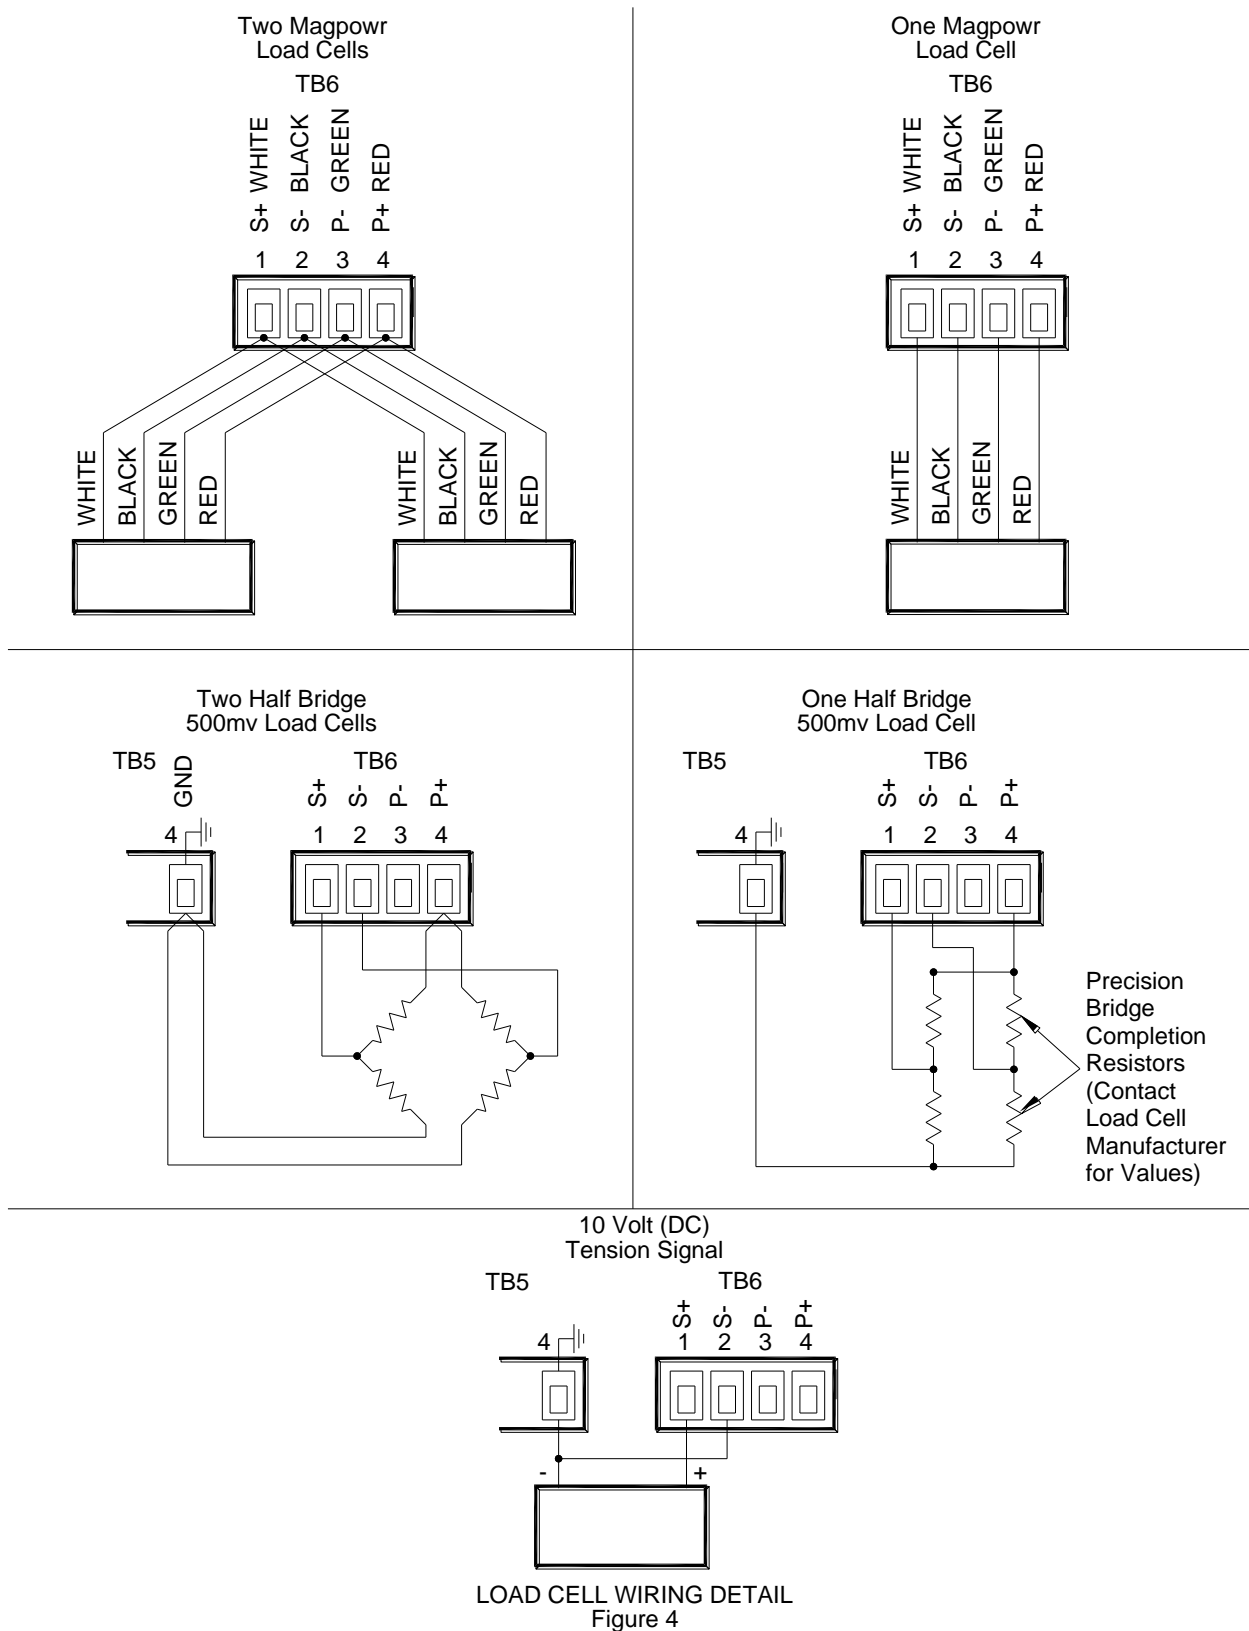 Two Magpowr
Load Cells
TB6
S+ WHITE
S- BLACK
P- GREEN
P+ RED
1 2 3 4
WHITE
BLACK
GREEN
RED
WHITE
BLACK
GREEN
RED
One Magpowr
Load Cell
TB6
S+ WHITE
S- BLACK
P- GREEN
P+ RED
1 2 3 4
WHITE
BLACK
GREEN
RED
Two Half Bridge
500mv Load Cells
TB5
GND
4
TB6
S+
S-
P-
P+
1 2 3 4
One Half Bridge
500mv Load Cell
TB5
4
TB6
S+
S-
P-
P+
1 2 3 4
Precision
Bridge
Completion
Resistors
(Contact
Load Cell
Manufacturer
for Values)
10 Volt (DC)
Tension Signal
TB5
4
TB6
S+
S-
P-
P+
1 2 3 4
- +
LOAD CELL WIRING DETAIL
Figure 4